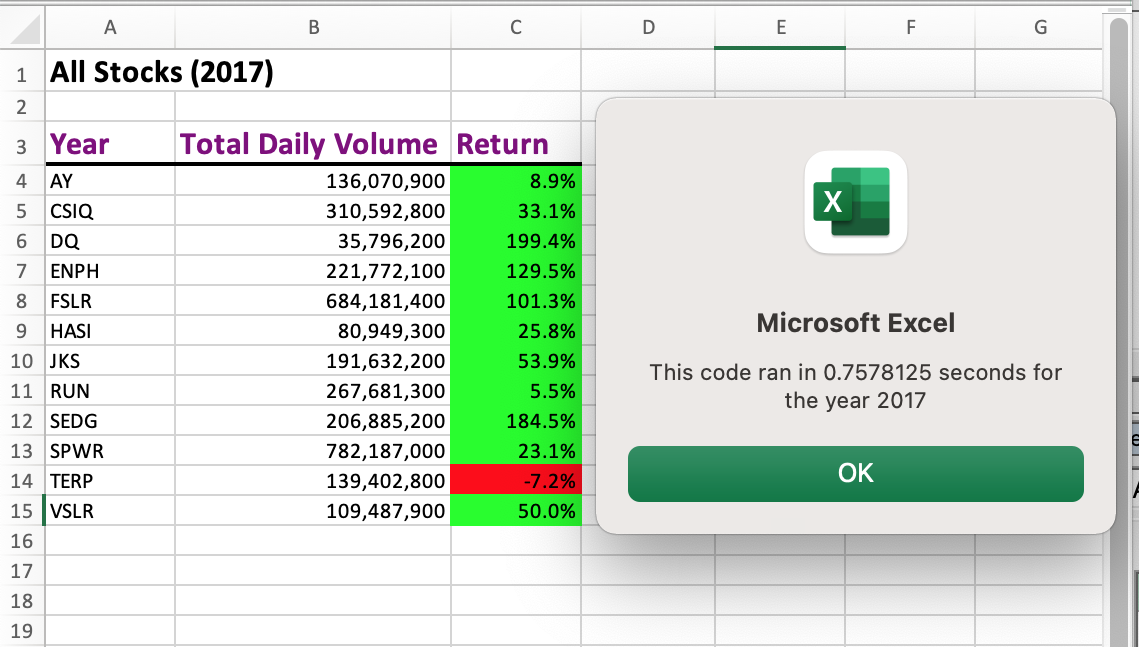 A B C D E F G
1 All Stocks (2017)
2
3 Year Total Daily Volume Return
4 AY 136,070,900 8.9%
5 CSIQ 310,592,800 33.1%
6 DQ 35,796,200 199.4%
7 ENPH 221,772,100 129.5%
8 FSLR 684,181,400 101.3%
9 HASI 80,949,300 25.8%
10 JKS 191,632,200 53.9%
11 RUN 267,681,300 5.5%
12 SEDG 206,885,200 184.5%
13 SPWR 782,187,000 23.1%
14 TERP 139,402,800 -7.2%
15 VSLR 109,487,900 50.0%
16
17
18
19
X
Microsoft Excel
This code ran in 0.7578125 seconds for
the year 2017
OK